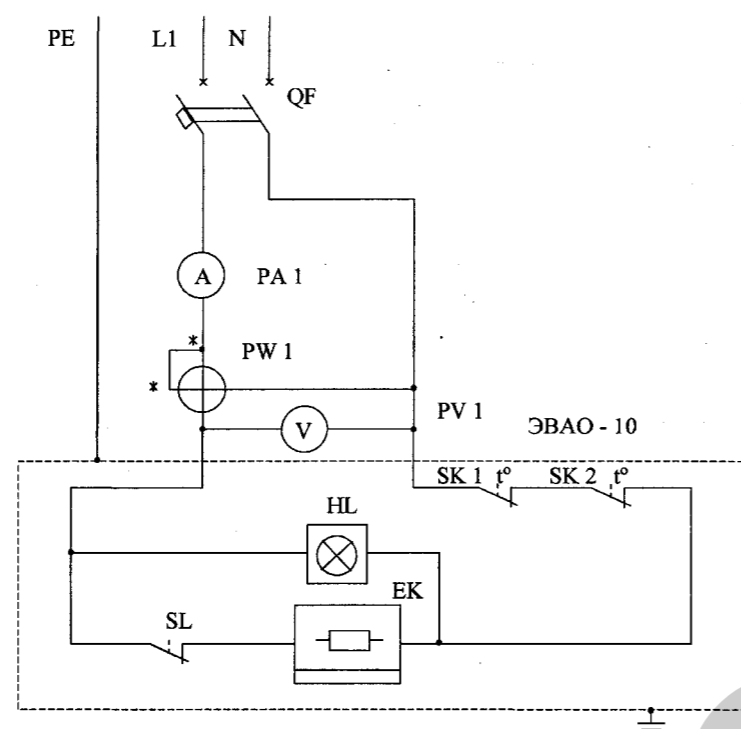 PE L1 N
QF
A PA 1
*
PW 1
*
PV 1
V
ЭВАО - 10
SK 1 t° SK 2 t°
HL
EK
SL